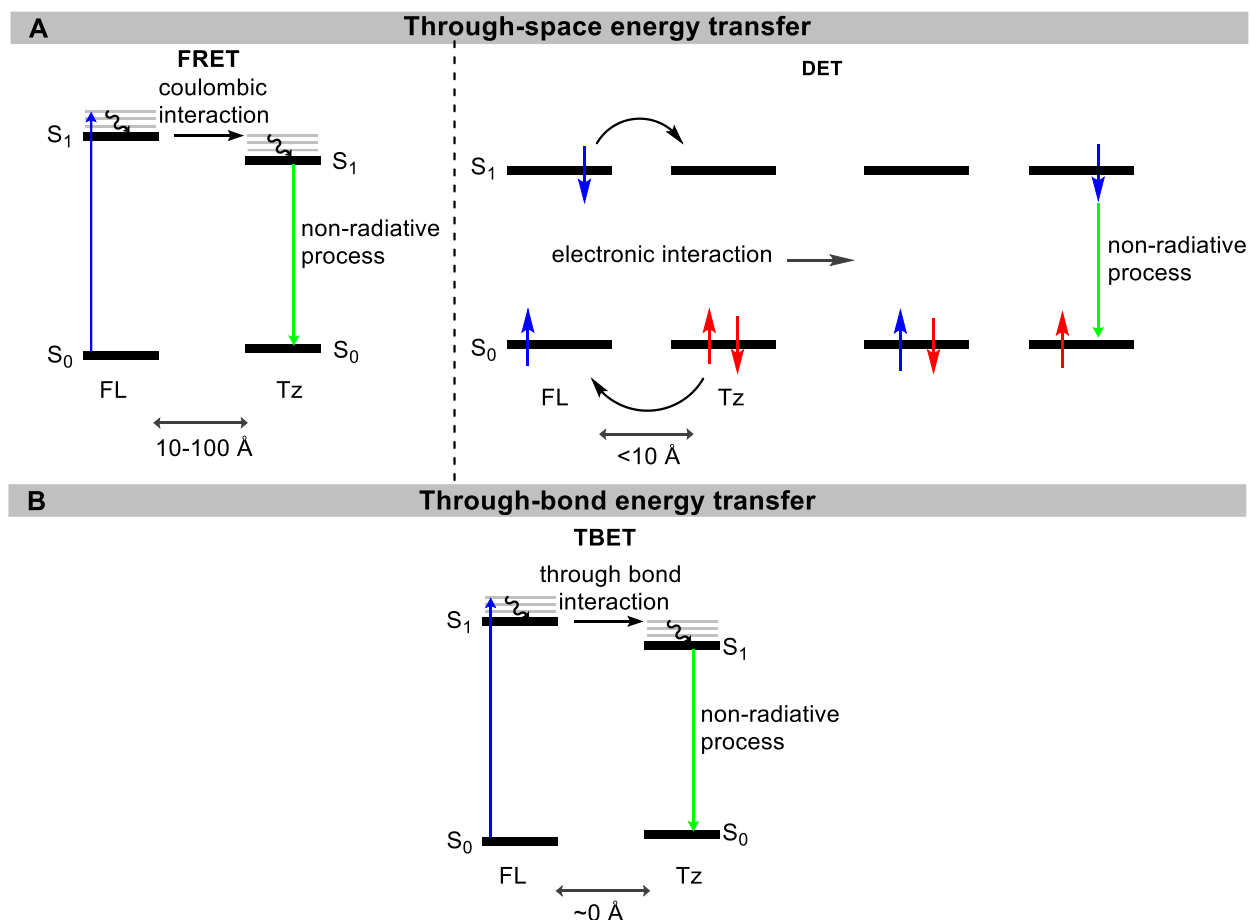 A
Through-space energy transfer
FRET
coulombic
interaction
S1
S1
non-radiative
process
S0
S0
FL
Tz
10-100 Å
DET
S1
electronic interaction
non-radiative
process
S0
FL
Tz
<10 Å
B
Through-bond energy transfer
TBET
through bond
interaction
S1
S1
non-radiative
process
S0
S0
FL
Tz
~0 Å